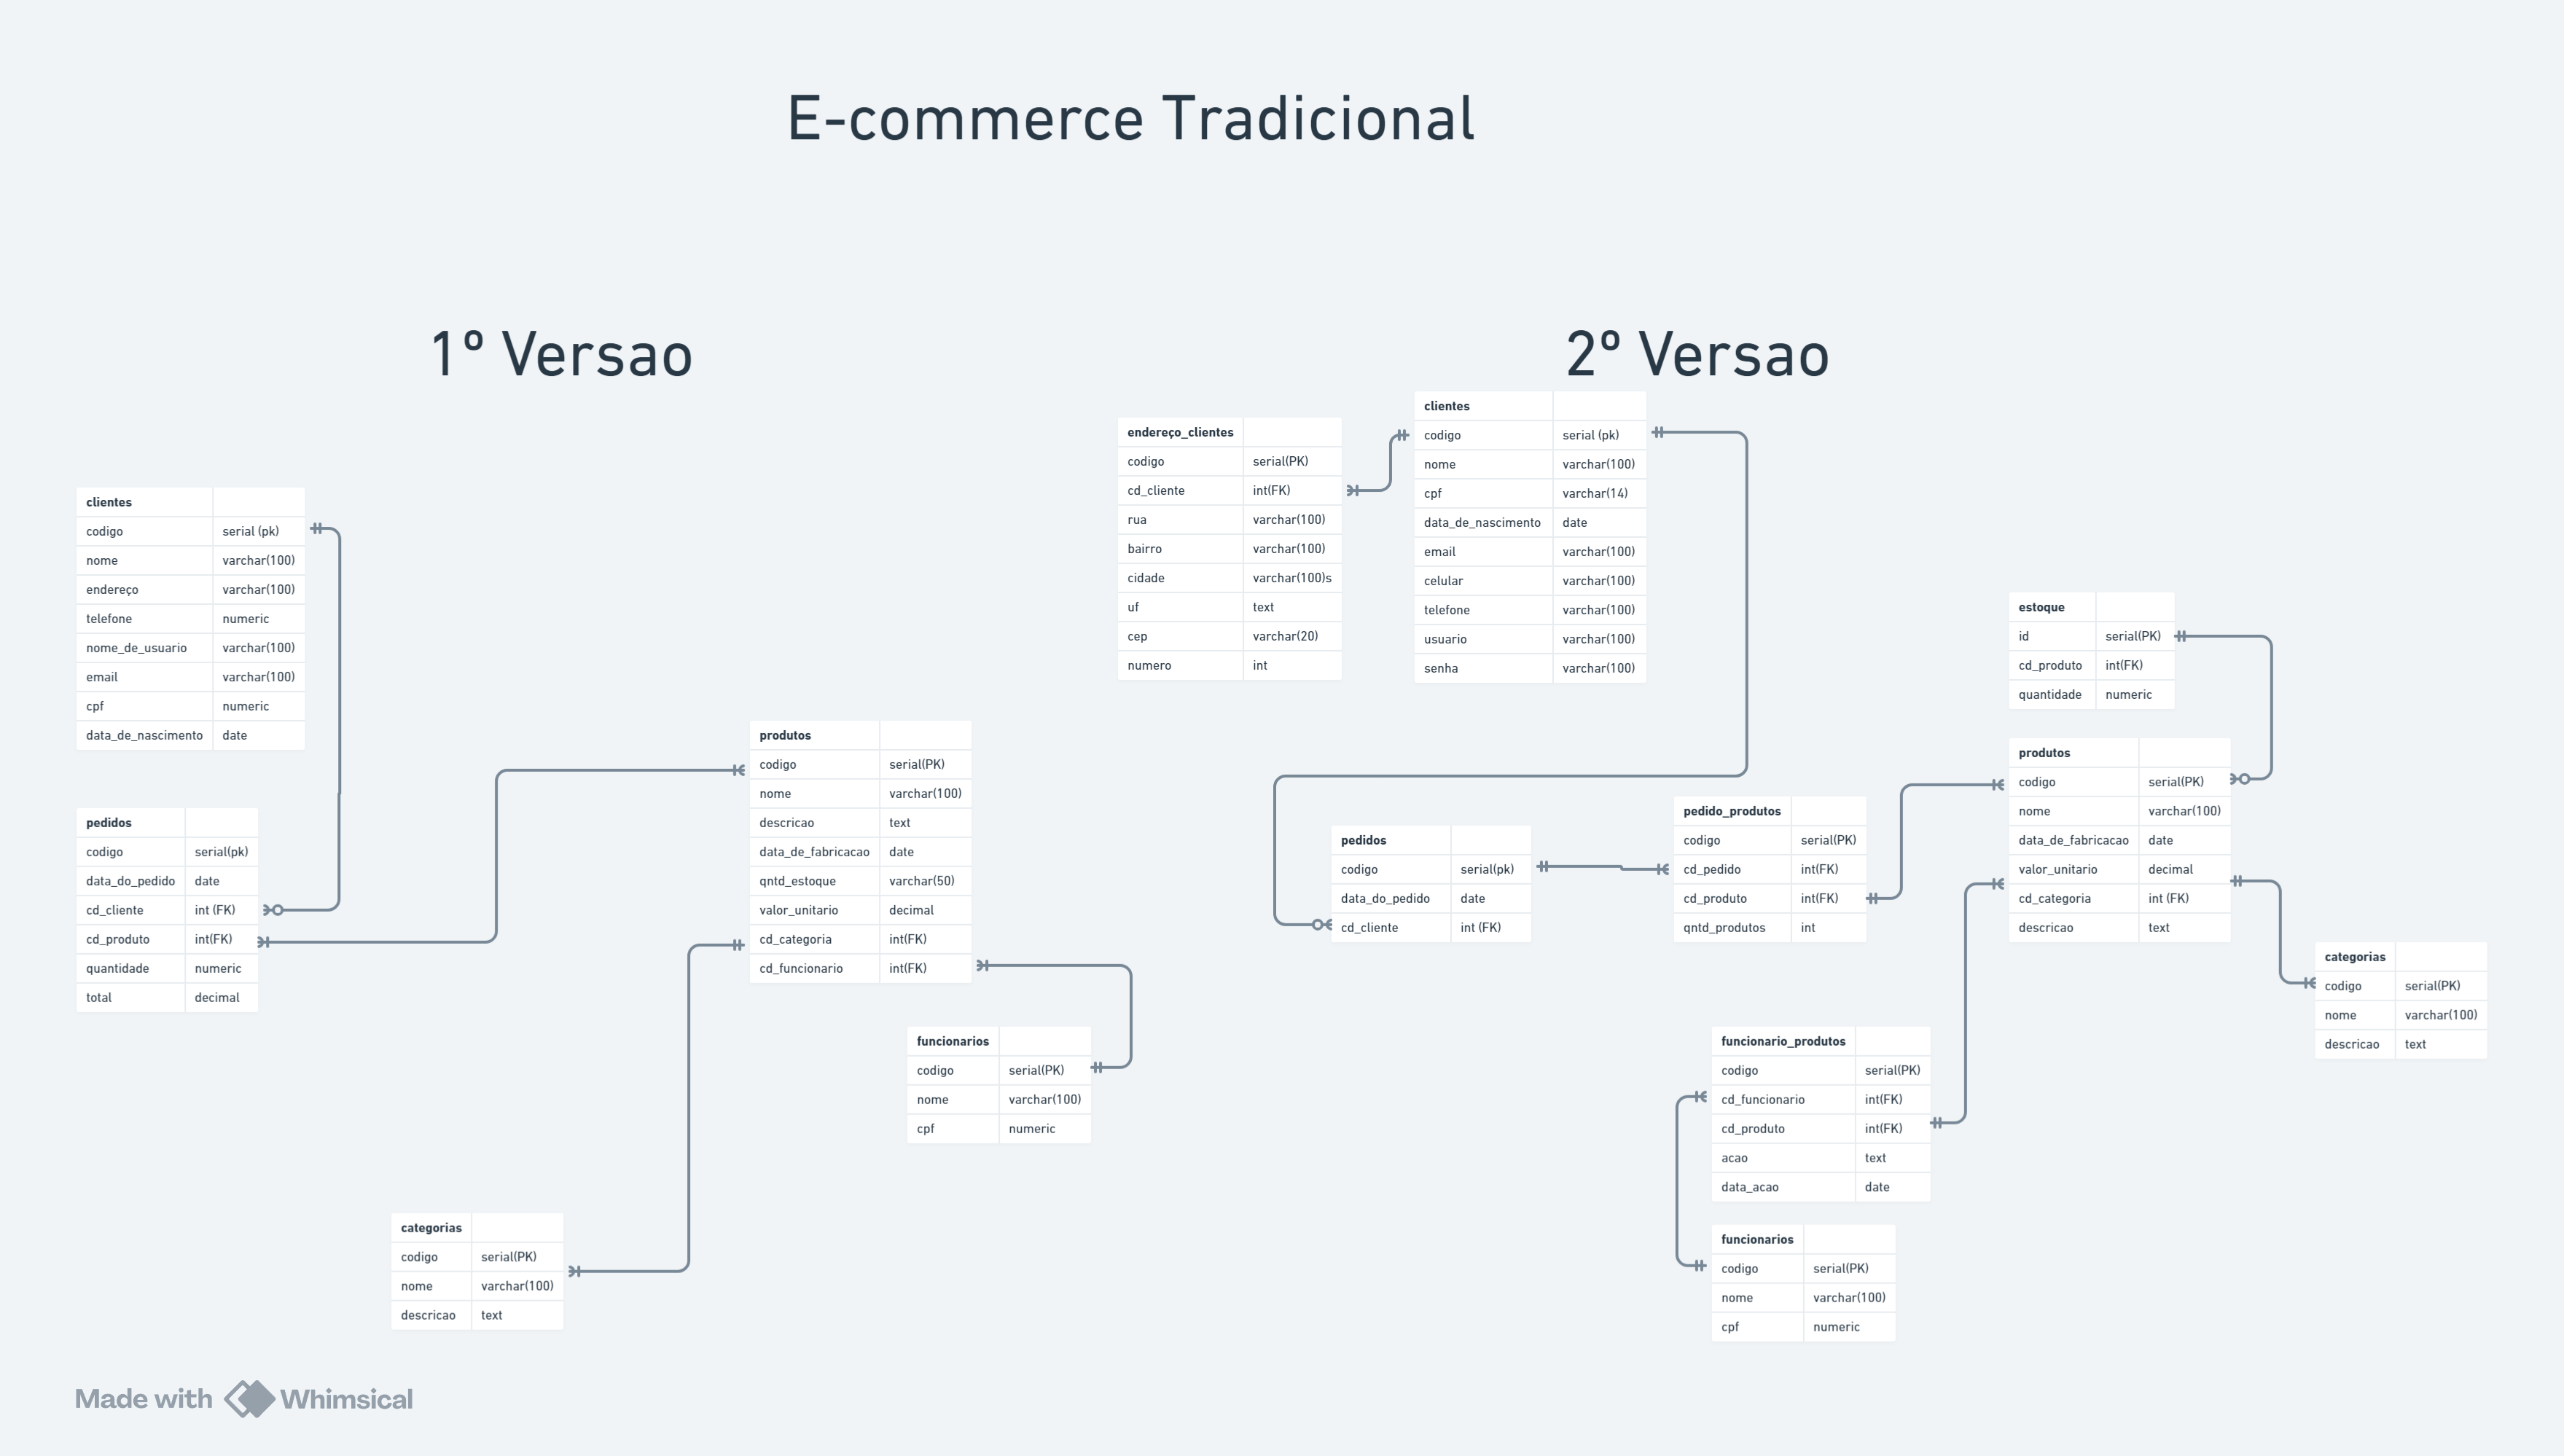 E-commerce Tradicional
1º Versao
clientes
codigo serial (pk)
nome varchar(100)
endereço varchar(100)
telefone numeric
nome_de_usuario varchar(100)
email varchar(100)
cpf numeric
data_de_nascimento date
pedidos
codigo serial(pk)
data_do_pedido date
cd_cliente int (FK)
cd_produto int(FK)
quantidade numeric
total decimal
produtos
codigo serial(PK)
nome varchar(100)
descricao text
data_de_fabricacao date
qntd_estoque varchar(50)
valor_unitario decimal
cd_categoria int(FK)
cd_funcionario int(FK)
funcionarios
codigo serial(PK)
nome varchar(100)
cpf numeric
categorias
codigo serial(PK)
nome varchar(100)
descricao text
2º Versao
endereço_clientes
codigo serial(PK)
cd_cliente int(FK)
rua varchar(100)
bairro varchar(100)
cidade varchar(100)s
uf text
cep varchar(20)
numero int
clientes
codigo serial (pk)
nome varchar(100)
cpf varchar(14)
data_de_nascimento date
email varchar(100)
celular varchar(100)
telefone varchar(100)
usuario varchar(100)
senha varchar(100)
estoque
id serial(PK)
cd_produto int(FK)
quantidade numeric
pedidos
codigo serial(pk)
data_do_pedido date
cd_cliente int (FK)
pedido_produtos
codigo serial(PK)
cd_pedido int(FK)
cd_produto int(FK)
qntd_produtos int
produtos
codigo serial(PK)
nome varchar(100)
data_de_fabricacao date
valor_unitario decimal
cd_categoria int (FK)
descricao text
categorias
codigo serial(PK)
nome varchar(100)
descricao text
funcionario_produtos
codigo serial(PK)
cd_funcionario int(FK)
cd_produto int(FK)
acao text
data_acao date
funcionarios
codigo serial(PK)
nome varchar(100)
cpf numeric
Made with Whimsical